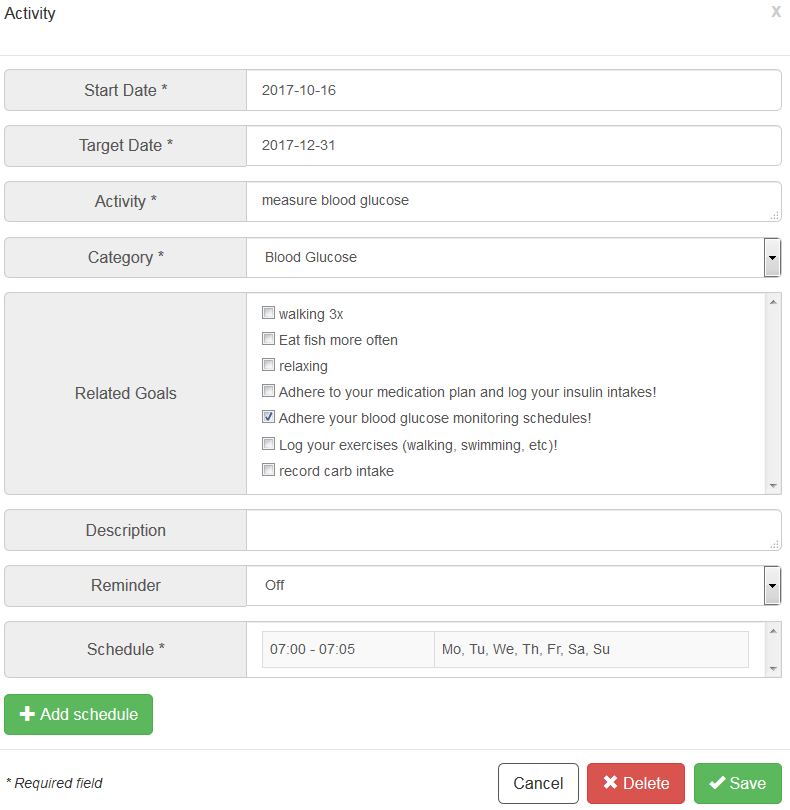 Activity x
Start Date * 2017-10-16
Target Date * 2017-12-31
Activity * measure blood glucose
Category * Blood Glucose
Related Goals
walking 3x
Eat fish more often
relaxing
Adhere to your medication plan and log your insulin intakes!
Adhere your blood glucose monitoring schedules!
Log your exercises (walking, swimming, etc)!
record carb intake
Description
Reminder Off
Schedule * 07:00 - 07:05 Mo, Tu, We, Th, Fr, Sa, Su
Add schedule
* Required field Cancel Delete Save